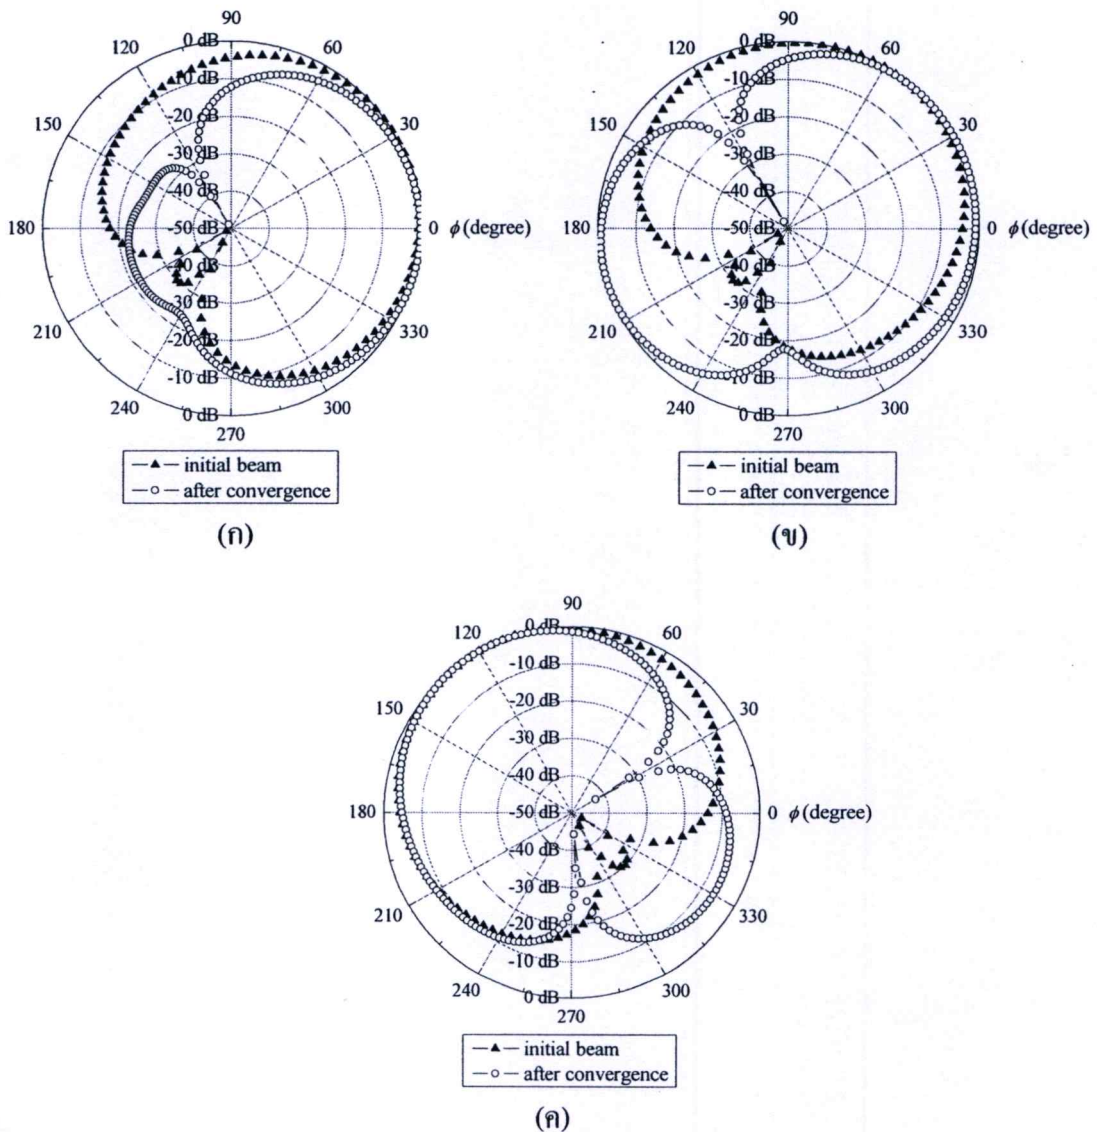 90
120
60
0 dB
-10 dB
150
-20 dB
30
-30 dB
-40 dB
180
-50 dB
0 ϕ (degree)
30 dB
210
-20 dB
330
-10 dB
240
0 dB
300
270
initial beam
after convergence
(ก)
90
120
60
0 dB
-10 dB
150
-20 dB
30
-30 dB
-40 dB
180
-50 dB
0 ϕ (degree)
-40 dB
-30 dB
210
-20 dB
330
-10 dB
240
0 dB
300
270
initial beam
after convergence
(ข)
90
120
60
0 dB
-10 dB
150
-20 dB
30
-30 dB
-40 dB
180
-50 dB
0 ϕ (degree)
-40 dB
-30 dB
210
-20 dB
330
-10 dB
240
0 dB
300
270
initial beam
after convergence
(ค)